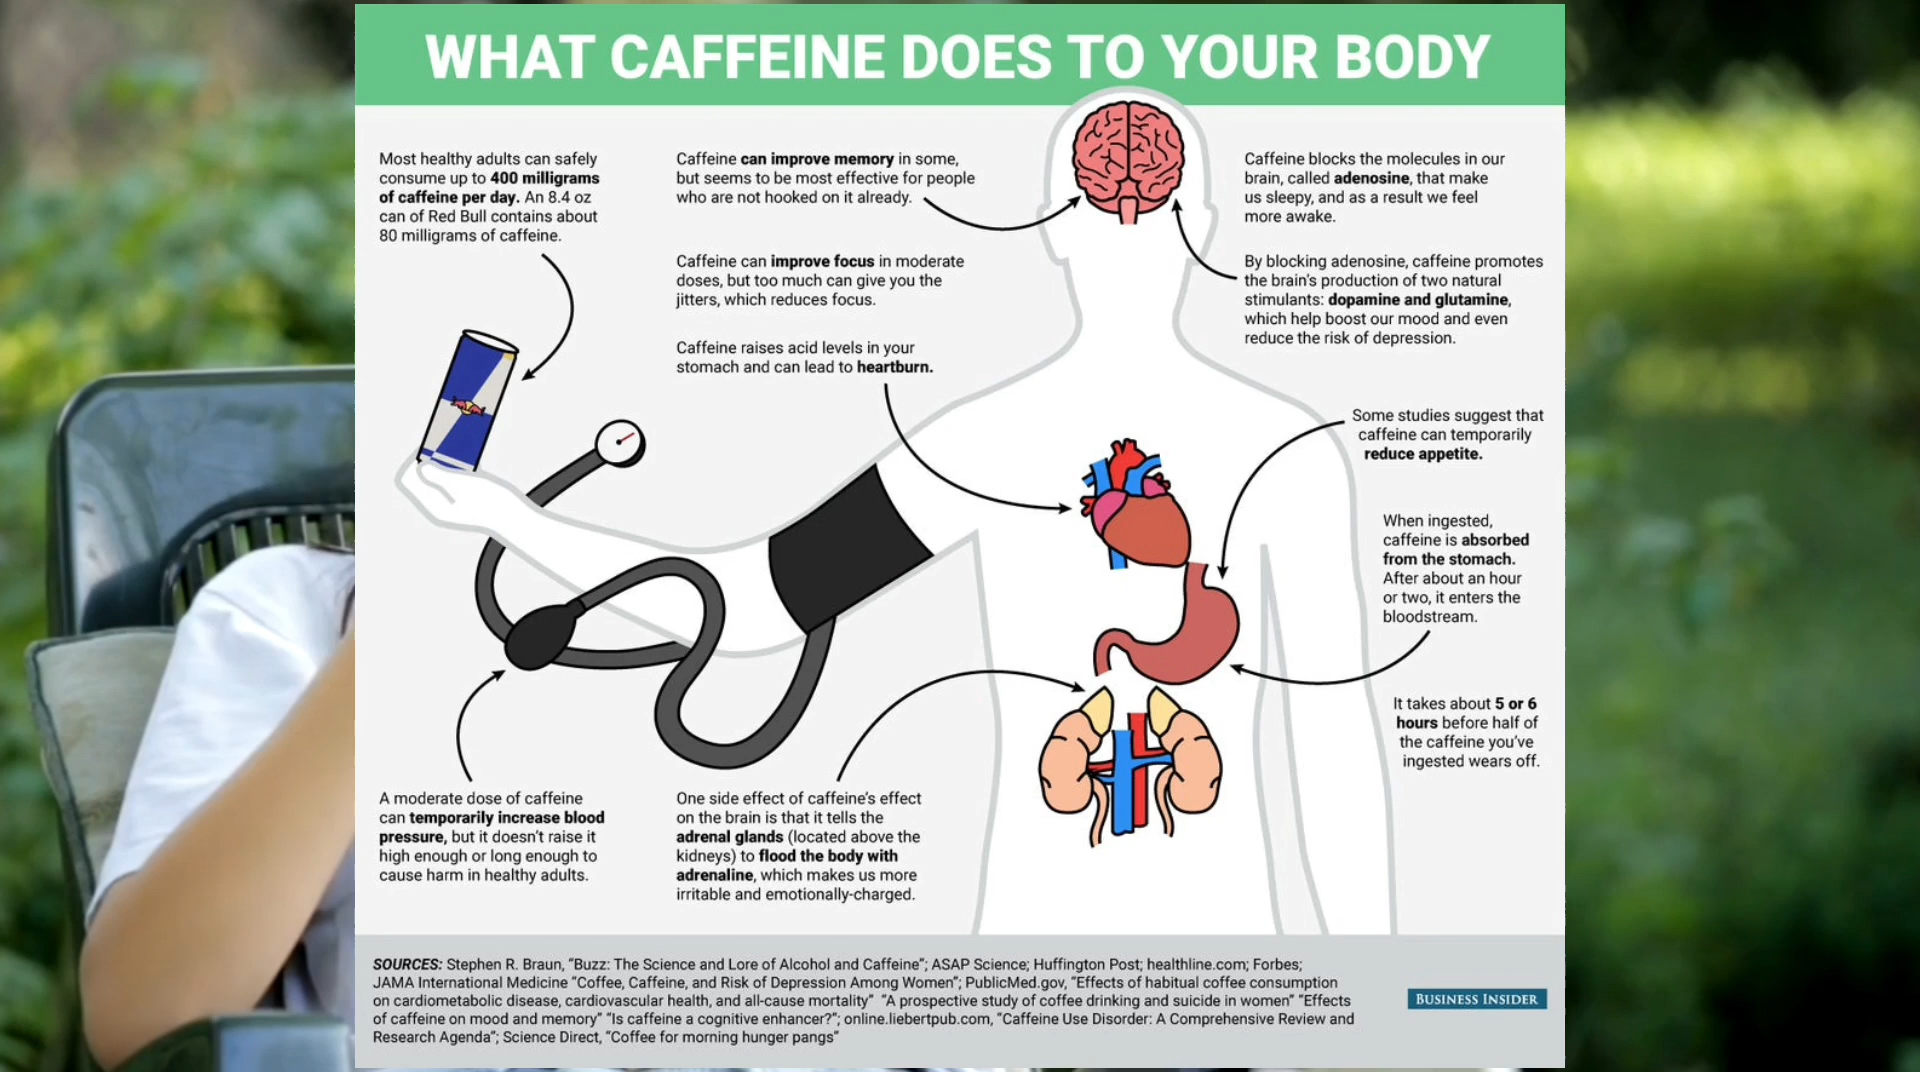 WHAT CAFFEINE DOES TO YOUR BODY
Most healthy adults can safely
consume up to 400 milligrams
of caffeine per day. An 8.4 oz
can of Red Bull contains about
80 milligrams of caffeine.
Caffeine can improve memory in some,
but seems to be most effective for people
who are not hooked on it already.
Caffeine can improve focus in moderate
doses, but too much can give you the
jitters, which reduces focus.
Caffeine raises acid levels in your
stomach and can lead to heartburn.
Caffeine blocks the molecules in our
brain, called adenosine, that make
us sleepy, and as a result we feel
more awake.
By blocking adenosine, caffeine promotes
the brain's production of two natural
stimulants: dopamine and glutamine,
which help boost our mood and even
reduce the risk of depression.
Some studies suggest that
caffeine can temporarily
reduce appetite.
When ingested,
caffeine is absorbed
from the stomach.
After about an hour
or two, it enters the
bloodstream.
It takes about 5 or 6
hours before half of
the caffeine you've
ingested wears off.
A moderate dose of caffeine
can temporarily increase blood
pressure, but it doesn't raise it
high enough or long enough to
cause harm in healthy adults.
One side effect of caffeine's effect
on the brain is that it tells the
adrenal glands (located above the
kidneys) to flood the body with
adrenaline, which makes us more
irritable and emotionally-charged.
SOURCES: Stephen R. Braun, "Buzz: The Science and Lore of Alcohol and Caffeine"; ASAP Science; Huffington Post; healthline.com; Forbes;
JAMA International Medicine "Coffee, Caffeine, and Risk of Depression Among Women"; PublicMed.gov, "Effects of habitual coffee consumption
on cardiometabolic disease, cardiovascular health, and all-cause mortality" "A prospective study of coffee drinking and suicide in women" "Effects
of caffeine on mood and memory" "Is caffeine a cognitive enhancer?"; online.liebertpub.com, "Caffeine Use Disorder: A Comprehensive Review and
Research Agenda"; Science Direct, "Coffee for morning hunger pangs"
BUSINESS INSIDER